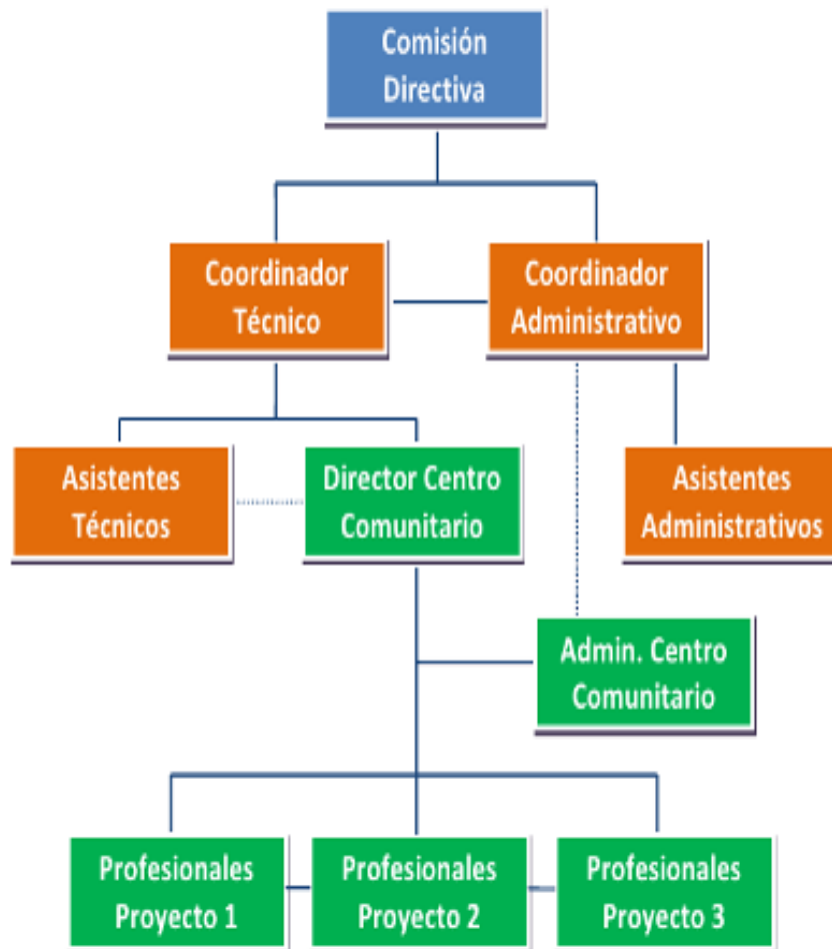 Comisión
Directiva
Coordinador
Técnico
Coordinador
Administrativo
Asistentes
Técnicos
Director Centro
Comunitario
Asistentes
Administrativos
Admin. Centro
Comunitario
Profesionales
Proyecto 1
Profesionales
Proyecto 2
Profesionales
Proyecto 3